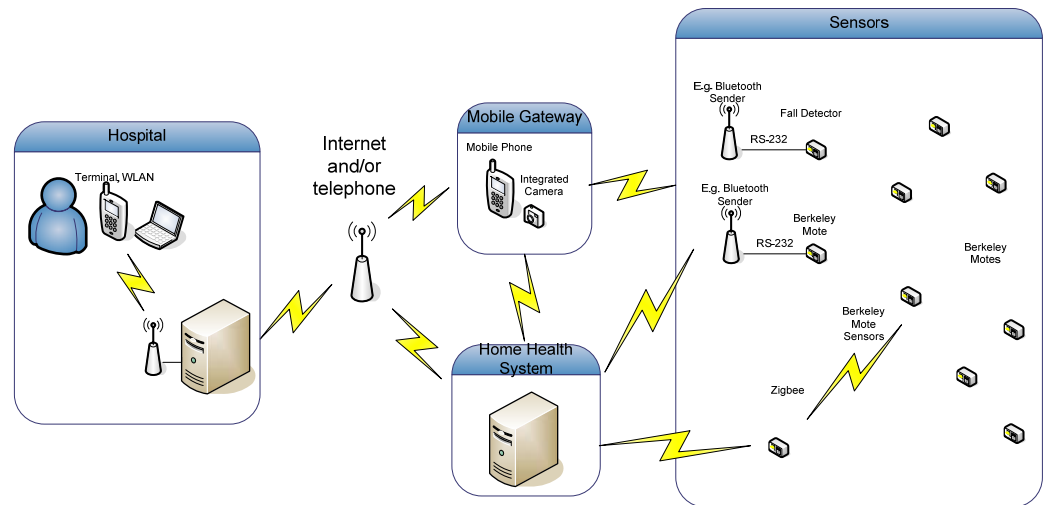 Hospital
Terminal, WLAN
Internet
and/or
telephone
Mobile Gateway
Mobile Phone
Integrated
Camera
Home Health
System
Sensors
E.g. Bluetooth
Sender
Fall Detector
RS-232
E.g. Bluetooth
Sender
Berkeley
Mote
RS-232
Berkeley
Motes
Berkeley
Mote
Sensors
Zigbee